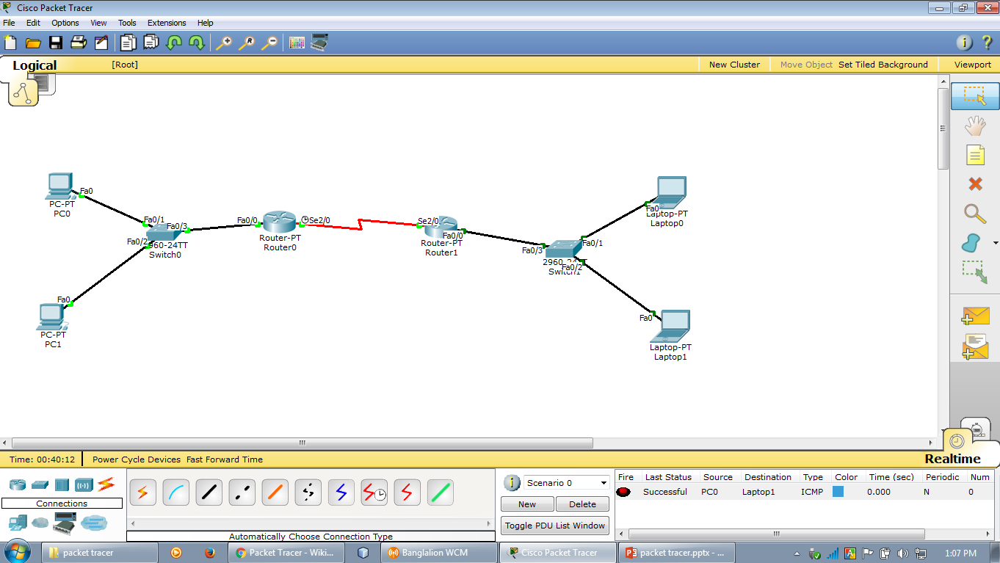 Cisco Packet Tracer
File Edit Options View Tools Extensions Help
Logical [Root] New Cluster Move Object Set Tiled Background Viewport
PC-PT
PC0
Fa0
Fa0/1
Fa0/3
Fa0/2
960-24TT
Switch0
Fa0
PC-PT
PC1
Fa0/0
Router-PT
Router0
Se2/0
Se2/0
Fa0/0
Router-PT
Router1
Fa0/3
Fa0/1
Fa0/2
2960-24TT
Switch1
Fa0
Laptop-PT
Laptop0
Fa0
Laptop-PT
Laptop1
Time: 00:40:12 Power Cycle Devices Fast Forward Time
Realtime
Connections
Automatically Choose Connection Type
Scenario 0
New Delete
Toggle PDU List Window
Fire Last Status Source Destination Type Color Time (sec) Periodic Num
Successful PC0 Laptop1 ICMP 0.000 N 0
packet tracer
Packet Tracer - Wiki...
Banglalion WCM
Cisco Packet Tracer
packet tracer.pptx - ...
1:07 PM